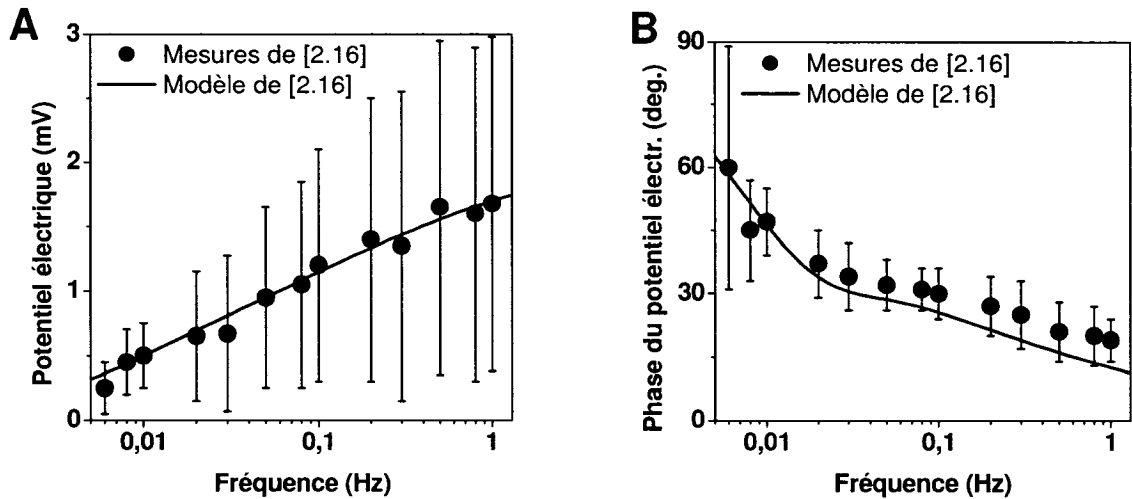 A
Potentiel électrique (mV)
3
2
1
0
Mesures de [2.16]
Modèle de [2.16]
0,01
0,1
1
Fréquence (Hz)
B
Phase du potentiel électr. (deg.)
90
60
30
0
Mesures de [2.16]
Modèle de [2.16]
0,01
0,1
1
Fréquence (Hz)